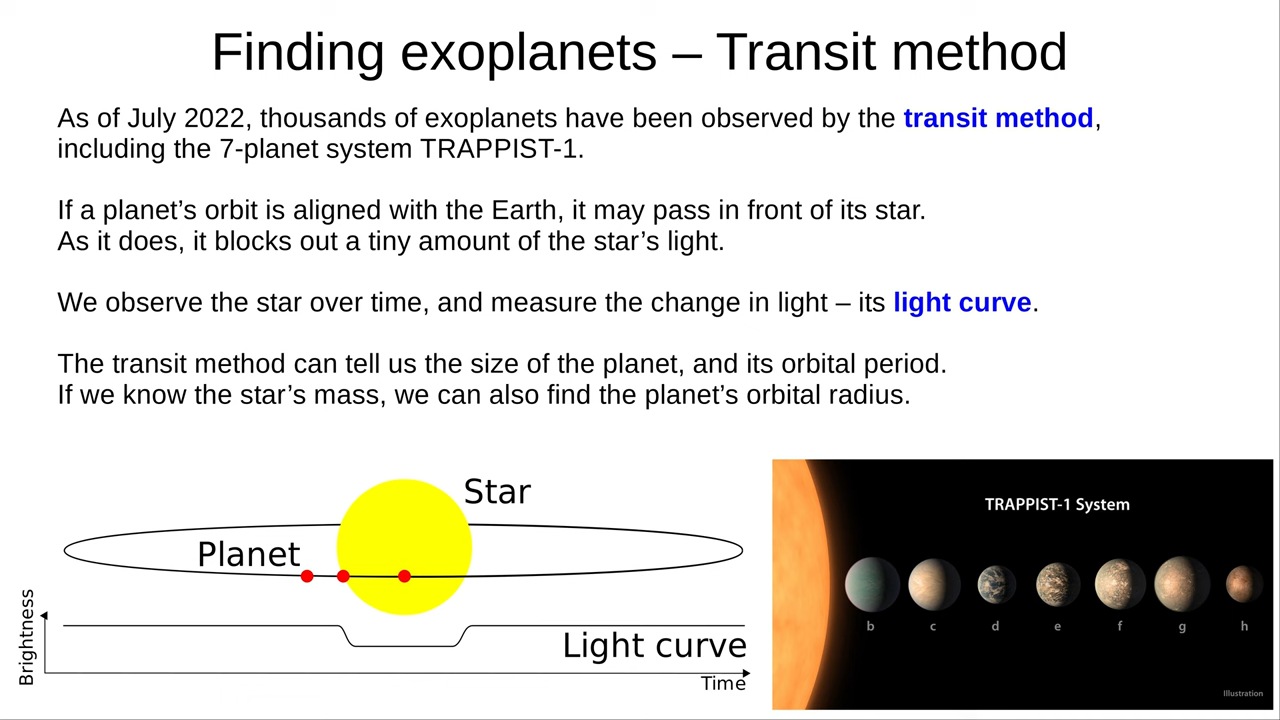 Finding exoplanets – Transit method
As of July 2022, thousands of exoplanets have been observed by the transit method,
including the 7-planet system TRAPPIST-1.
If a planet’s orbit is aligned with the Earth, it may pass in front of its star.
As it does, it blocks out a tiny amount of the star’s light.
We observe the star over time, and measure the change in light – its light curve.
The transit method can tell us the size of the planet, and its orbital period.
If we know the star’s mass, we can also find the planet’s orbital radius.
Star
Planet
Brightness
Light curve
Time
TRAPPIST-1 System
b c d e f g h
Illustration